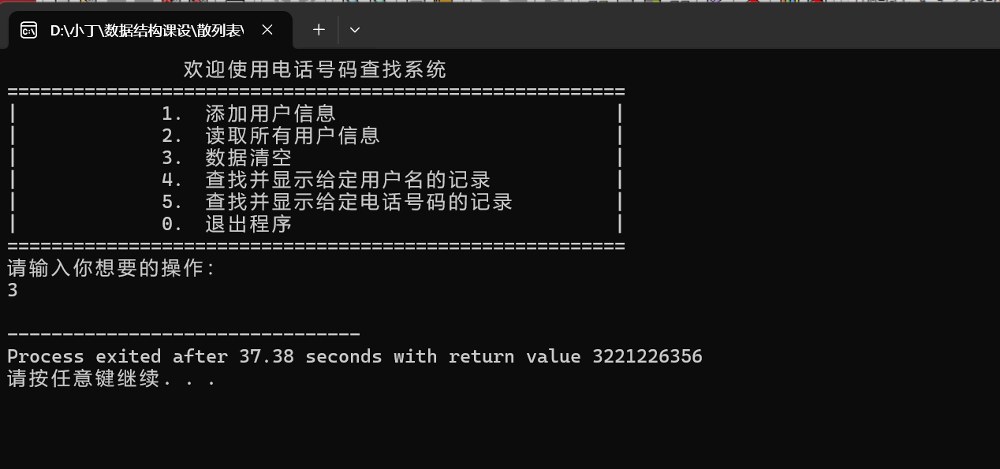 D:\小丁\数据结构课设\散列表\
欢迎使用电话号码查找系统
========================================================
| 1. 添加用户信息 |
| 2. 读取所有用户信息 |
| 3. 数据清空 |
| 4. 查找并显示给定用户名的记录 |
| 5. 查找并显示给定电话号码的记录 |
| 0. 退出程序 |
========================================================
请输入你想要的操作:
3
--------------------------------
Process exited after 37.38 seconds with return value 3221226356
请按任意键继续. . .